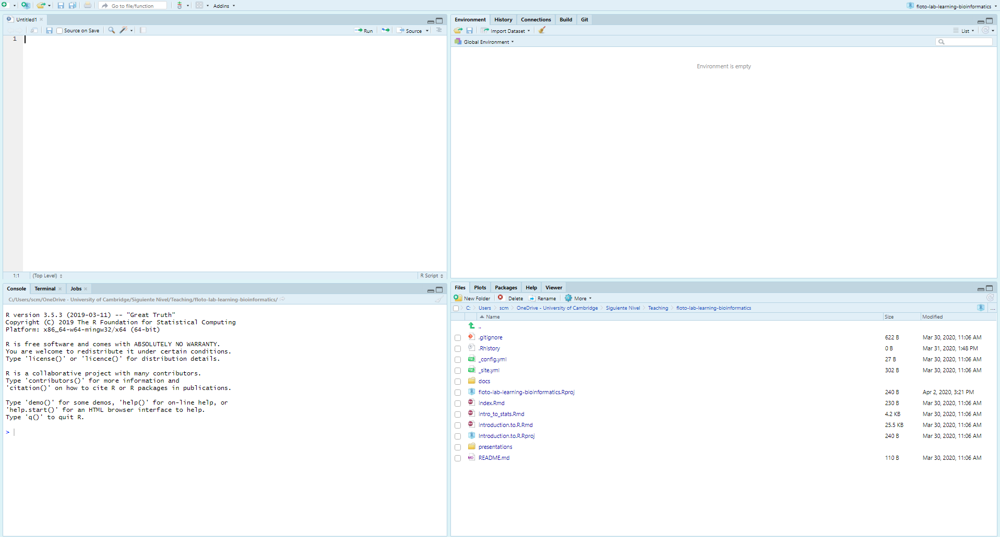 Go to file/function Addins floto-lab-learning-bioinformatics
Untitled1
Source on Save Run Source
1
1:1 (Top Level) R Script
Console Terminal Jobs
C:/Users/scm/OneDrive - University of Cambridge/Siguiente Nivel/Teaching/floto-lab-learning-bioinformatics/
R version 3.5.3 (2019-03-11) -- "Great Truth"
Copyright (C) 2019 The R Foundation for Statistical Computing
Platform: x86_64-w64-mingw32/x64 (64-bit)
R is free software and comes with ABSOLUTELY NO WARRANTY.
You are welcome to redistribute it under certain conditions.
Type 'license()' or 'licence()' for distribution details.
R is a collaborative project with many contributors.
Type 'contributors()' for more information and
'citation()' on how to cite R or R packages in publications.
Type 'demo()' for some demos, 'help()' for on-line help, or
'help.start()' for an HTML browser interface to help.
Type 'q()' to quit R.
>
Environment History Connections Build Git
Import Dataset List
Global Environment
Environment is empty
Files Plots Packages Help Viewer
New Folder Delete Rename More
C: Users scm OneDrive - University of Cambridge Siguiente Nivel Teaching floto-lab-learning-bioinformatics ...
Name Size Modified
..
.gitignore 622 B Mar 30, 2020, 11:06 AM
.Rhistory 0 B Mar 31, 2020, 1:48 PM
_config.yml 27 B Mar 30, 2020, 11:06 AM
_site.yml 302 B Mar 30, 2020, 11:06 AM
docs
floto-lab-learning-bioinformatics.Rproj 240 B Apr 2, 2020, 3:21 PM
index.Rmd 230 B Mar 30, 2020, 11:06 AM
intro_to_stats.Rmd 4.2 KB Mar 30, 2020, 11:06 AM
introduction.to.R.Rmd 25.5 KB Mar 30, 2020, 11:06 AM
Introduction.to.R.Rproj 240 B Mar 30, 2020, 11:06 AM
presentations
README.md 110 B Mar 30, 2020, 11:06 AM